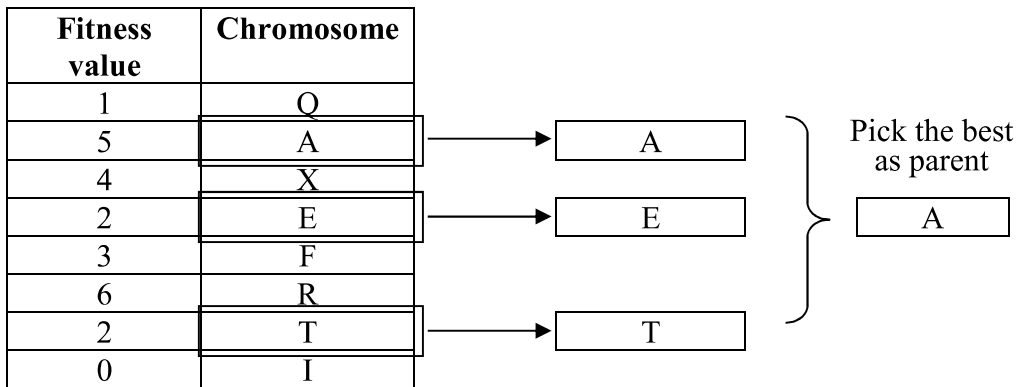 Fitness value Chromosome
1 Q
5 A
4 X
2 E
3 F
6 R
2 T
0 I
A
E
T
Pick the best
as parent
A